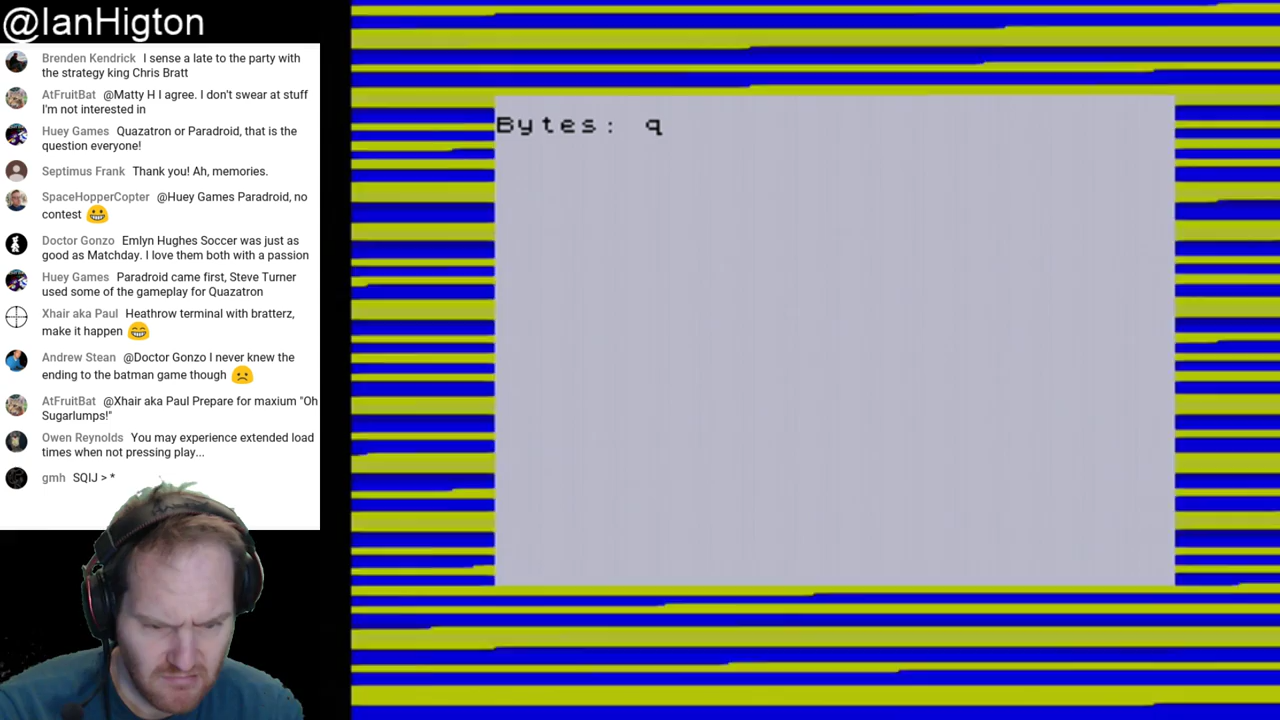 @IanHigton
Brenden Kendrick I sense a late to the party with
the strategy king Chris Bratt
AtFruitBat @Matty H I agree. I don't swear at stuff
I'm not interested in
Huey Games Quazatron or Paradroid, that is the
question everyone!
Septimus Frank Thank you! Ah, memories.
SpaceHopperCopter @Huey Games Paradroid, no
contest
Doctor Gonzo Emlyn Hughes Soccer was just as
good as Matchday. I love them both with a passion
Huey Games Paradroid came first, Steve Turner
used some of the gameplay for Quazatron
Xhair aka Paul Heathrow terminal with bratterz,
make it happen
Andrew Stean @Doctor Gonzo I never knew the
ending to the batman game though
AtFruitBat @Xhair aka Paul Prepare for maxium "Oh
Sugarlumps!"
Owen Reynolds You may experience extended load
times when not pressing play...
gmh SQIJ > *
Bytes: q